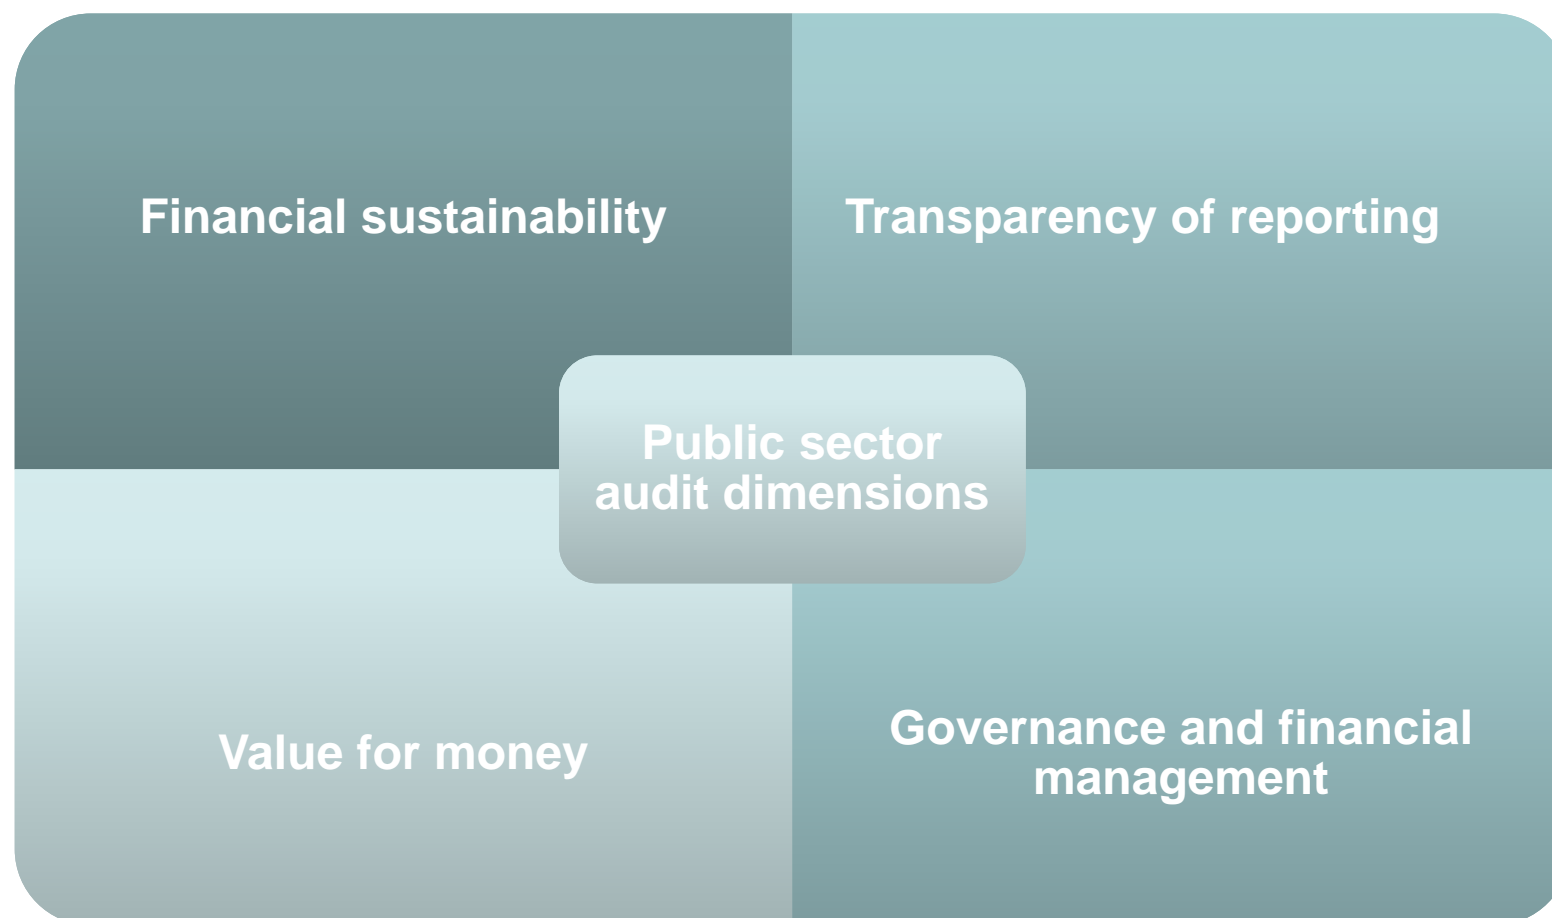 Financial sustainability
Transparency of reporting
Public sector
audit dimensions
Value for money
Governance and financial
management